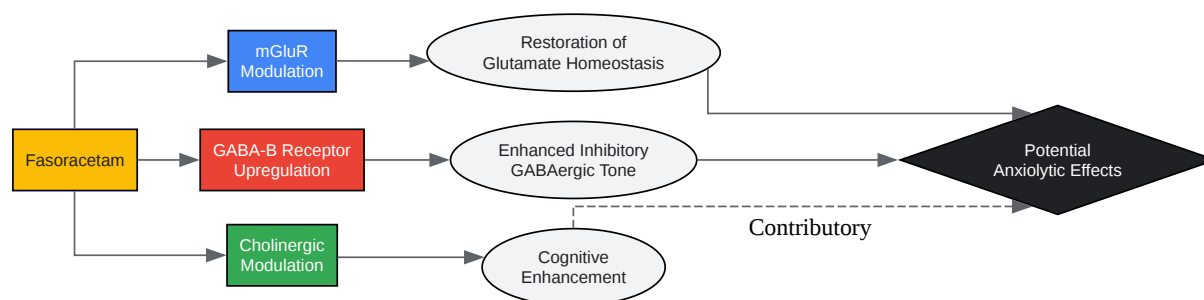 Fasoracetam
mGluR
Modulation
Restoration of
Glutamate Homeostasis
GABA-B Receptor
Upregulation
Enhanced Inhibitory
GABAergic Tone
Cholinergic
Modulation
Cognitive
Enhancement
Contributory
Potential
Anxiolytic Effects